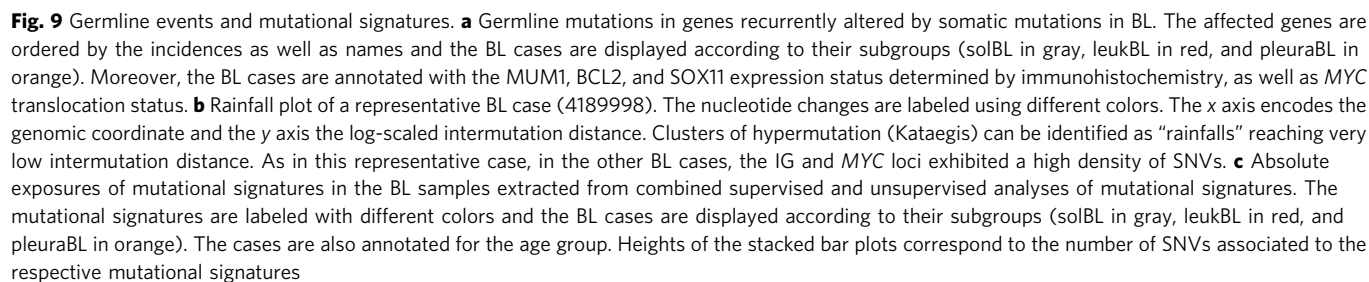 Fig. 9 Germline events and mutational signatures. a Germline mutations in genes recurrently altered by somatic mutations in BL. The affected genes are
ordered by the incidences as well as names and the BL cases are displayed according to their subgroups (solBL in gray, leukBL in red, and pleuraBL in
orange). Moreover, the BL cases are annotated with the MUM1, BCL2, and SOX11 expression status determined by immunohistochemistry, as well as MYC
translocation status. b Rainfall plot of a representative BL case (4189998). The nucleotide changes are labeled using different colors. The x axis encodes the
genomic coordinate and the y axis the log-scaled intermutation distance. Clusters of hypermutation (Kataegis) can be identified as “rainfalls” reaching very
low intermutation distance. As in this representative case, in the other BL cases, the IG and MYC loci exhibited a high density of SNVs. c Absolute
exposures of mutational signatures in the BL samples extracted from combined supervised and unsupervised analyses of mutational signatures. The
mutational signatures are labeled with different colors and the BL cases are displayed according to their subgroups (solBL in gray, leukBL in red, and
pleuraBL in orange). The cases are also annotated for the age group. Heights of the stacked bar plots correspond to the number of SNVs associated to the
respective mutational signatures